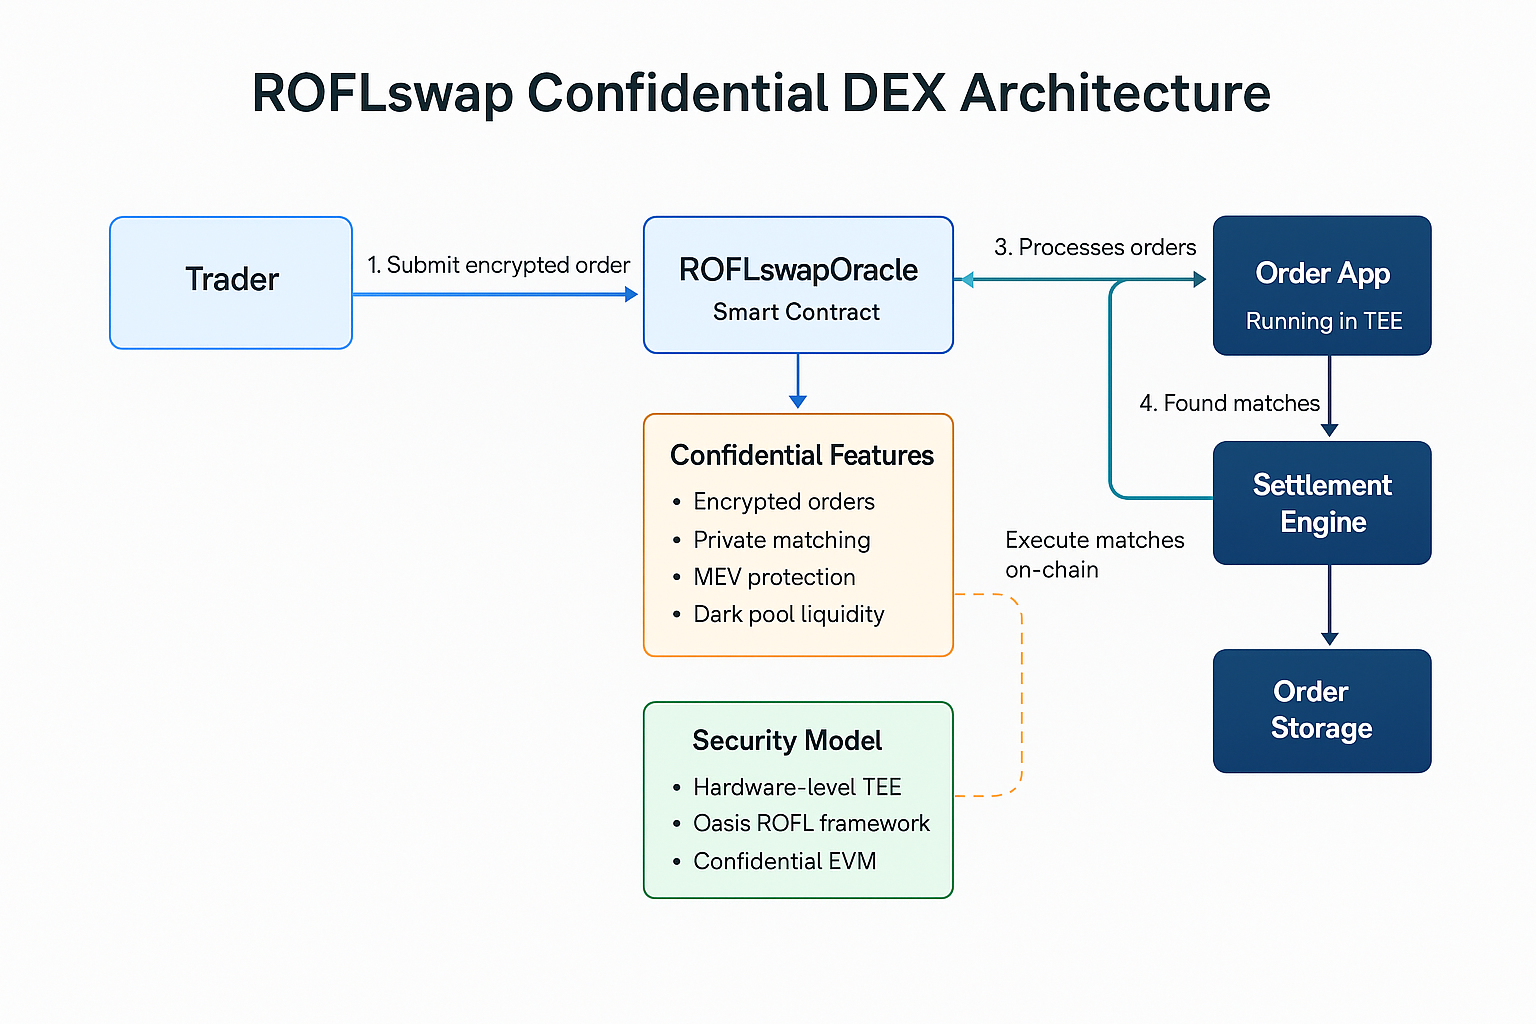 ROFLswap Confidential DEX Architecture
Trader
1. Submit encrypted order
ROFLswapOracle
Smart Contract
3. Processes orders
Order App
Running in TEE
4. Found matches
Confidential Features
• Encrypted orders
• Private matching
• MEV protection
• Dark pool liquidity
Settlement
Engine
Execute matches
on-chain
Order
Storage
Security Model
• Hardware-level TEE
• Oasis ROFL framework
• Confidential EVM